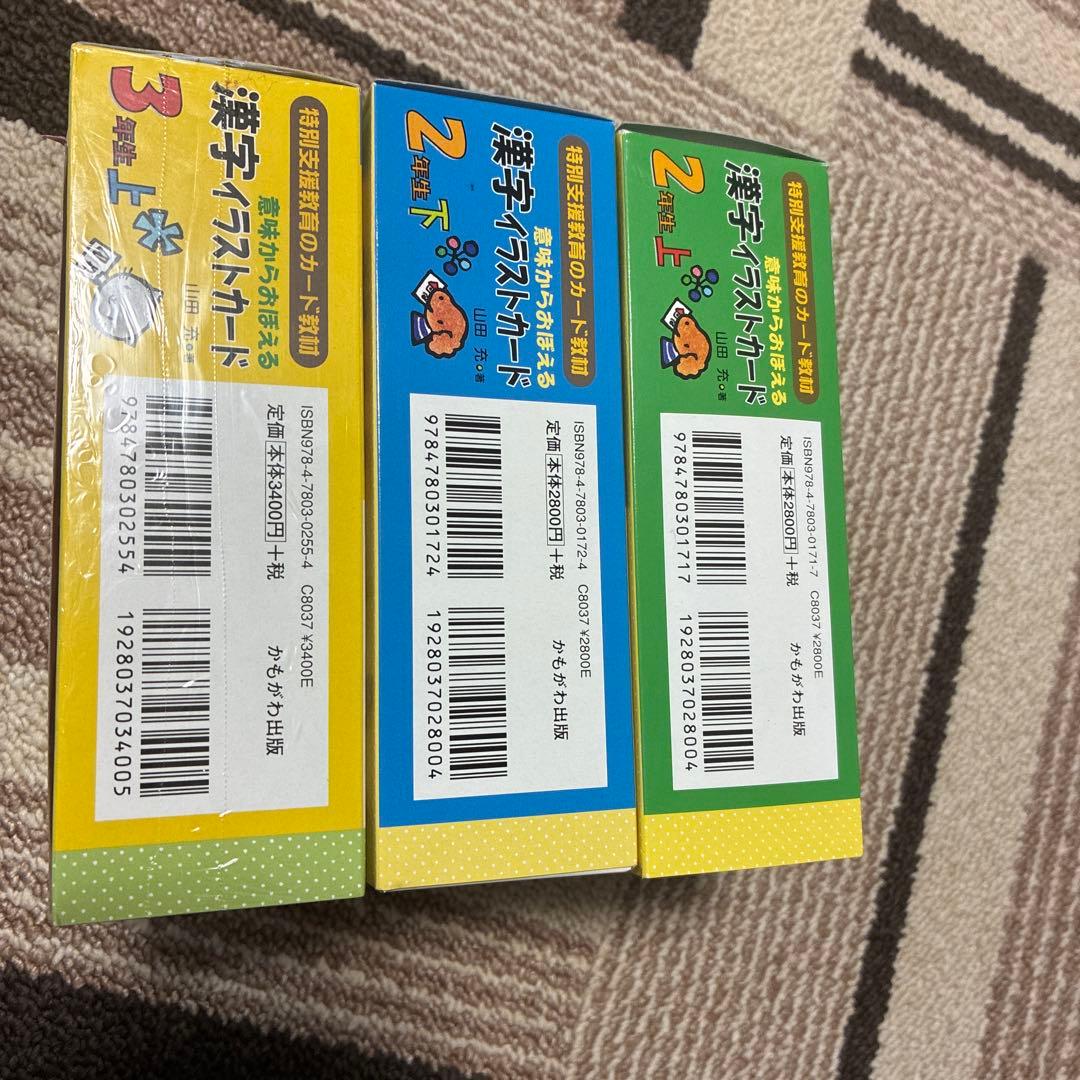 特別支援教育のカード教材
意味からおぼえる
漢字イラストカード
3年生上
山田 充●著
ISBN978-4-7803-0255-4 C8037 ¥3400E
定価 本体3400円 +税 かもがわ出版
9784780302554 1928037034005
特別支援教育のカード教材
意味からおぼえる
漢字イラストカード
2年生下
山田 充●著
ISBN978-4-7803-0172-4 C8037 ¥2800E
定価 本体2800円 +税 かもがわ出版
9784780301724 1928037028004
特別支援教育のカード教材
意味からおぼえる
漢字イラストカード
2年生上
山田 充●著
ISBN978-4-7803-0171-7 C8037 ¥2800E
定価 本体2800円 +税 かもがわ出版
9784780301717 1928037028004